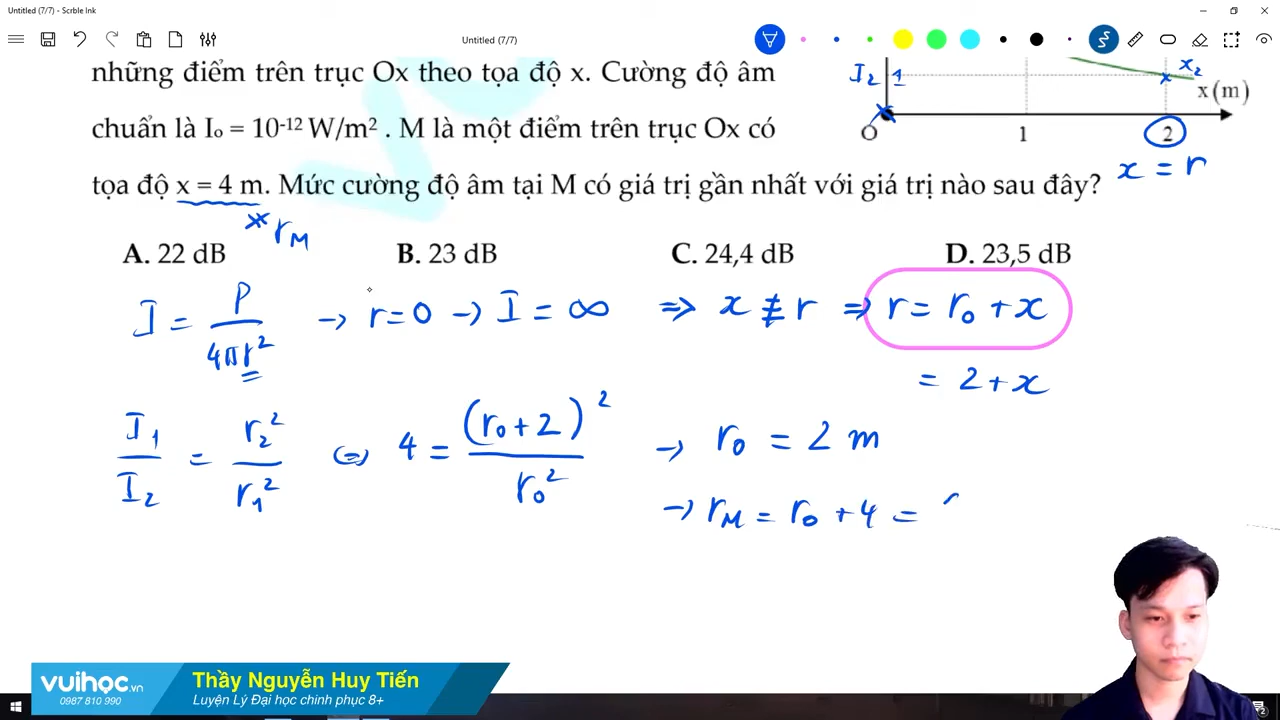 Untitled (7/7) - Scrble Ink
Untitled (7/7)
những điểm trên trục Ox theo tọa độ x. Cường độ âm
chuẩn là Iₒ = 10⁻¹² W/m² . M là một điểm trên trục Ox có
tọa độ x = 4 m. Mức cường độ âm tại M có giá trị gần nhất với giá trị nào sau đây?
I₂ 1 x₂
x(m)
O 1 2
x = r
r_M
A. 22 dB B. 23 dB C. 24,4 dB D. 23,5 dB
I = P / 4πr² → r = 0 → I = ∞ ⇒ x ≢ r ⇒ r = r₀ + x
= 2 + x
I₁ / I₂ = r₂² / r₁² ⇔ 4 = (r₀ + 2)² / r₀² → r₀ = 2 m
→ r_M = r₀ + 4 =
vuihọc.vn
0987 810 990
Thầy Nguyễn Huy Tiến
Luyện Lý Đại học chinh phục 8+